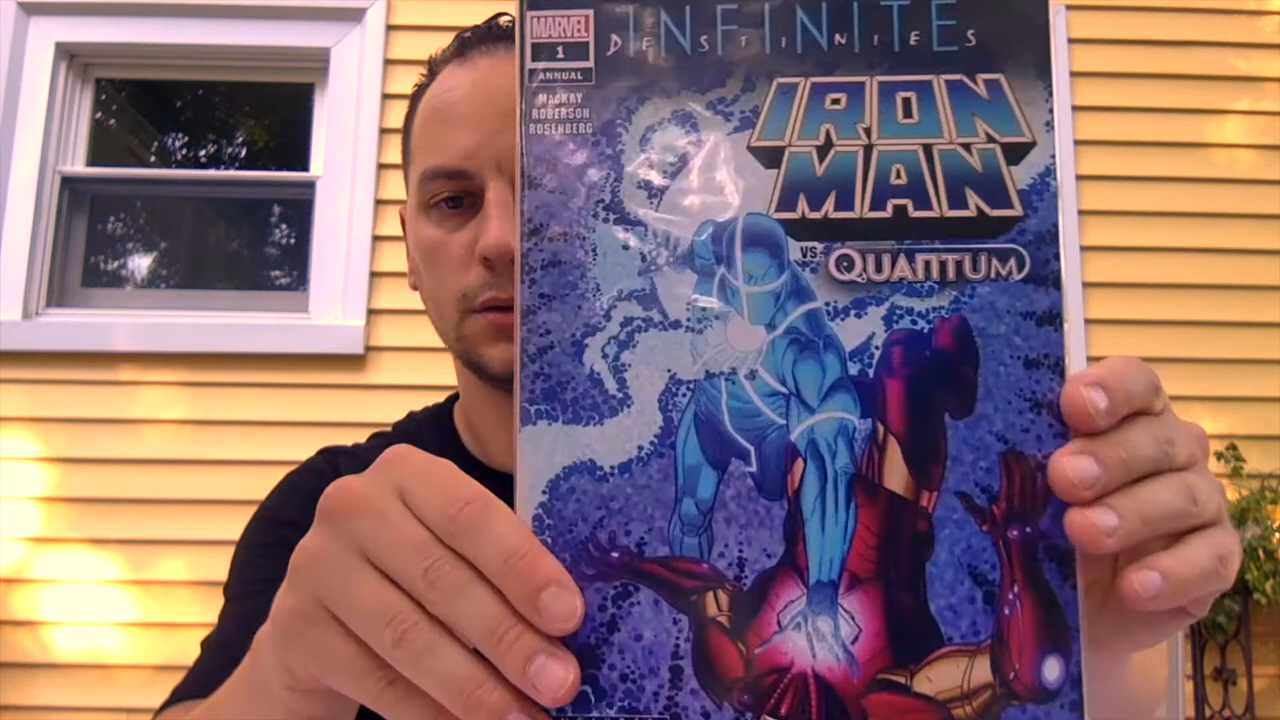 MARVEL
1
ANNUAL
MACKAY
ROBERSON
ROSENBERG
INFINITE
DESTINIES
IRON
MAN
VS.
QUANTUM